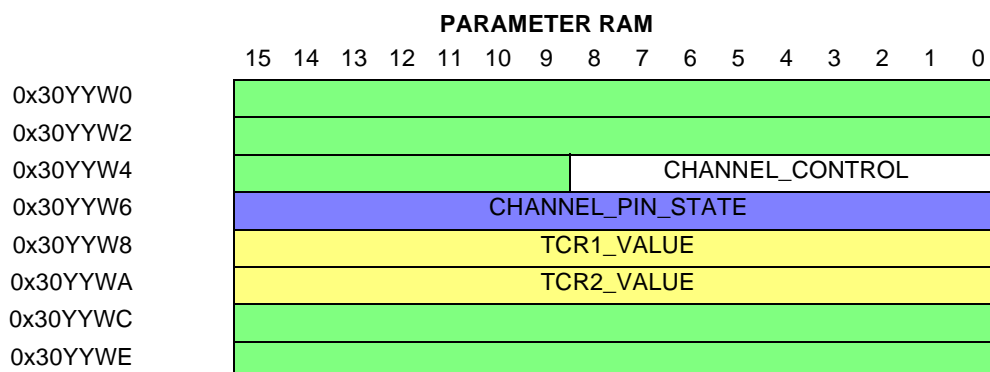 PARAMETER RAM
15 14 13 12 11 10 9 8 7 6 5 4 3 2 1 0
0x30YYW0
0x30YYW2
0x30YYW4 CHANNEL_CONTROL
0x30YYW6 CHANNEL_PIN_STATE
0x30YYW8 TCR1_VALUE
0x30YYWA TCR2_VALUE
0x30YYWC
0x30YYWE